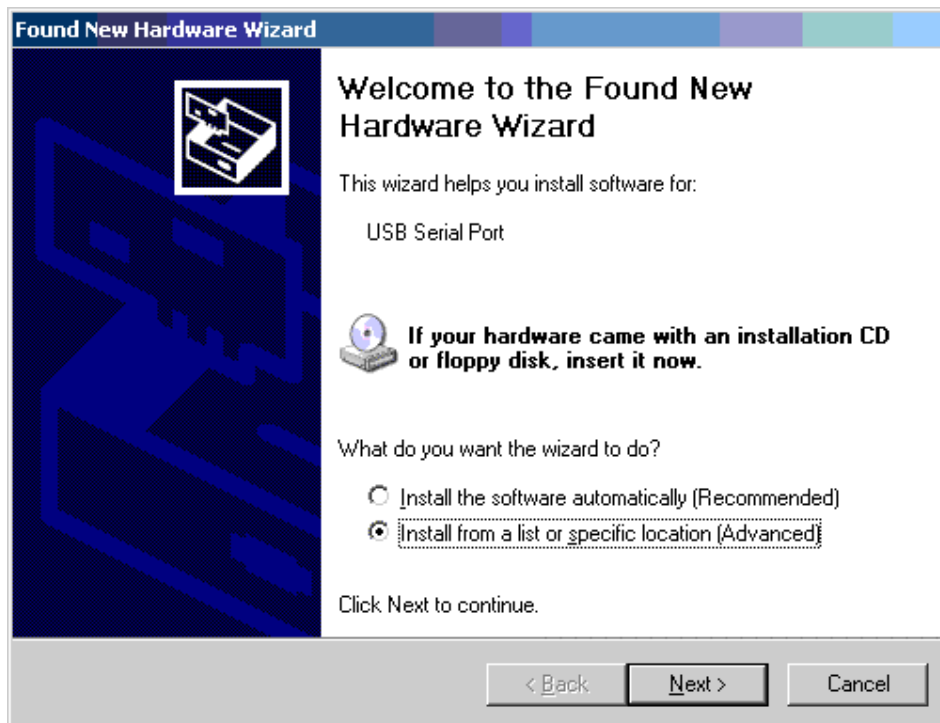 Found New Hardware Wizard
Welcome to the Found New
Hardware Wizard
This wizard helps you install software for:
USB Serial Port
If your hardware came with an installation CD
or floppy disk, insert it now.
What do you want the wizard to do?
Install the software automatically (Recommended)
Install from a list or specific location (Advanced)
Click Next to continue.
< Back Next > Cancel